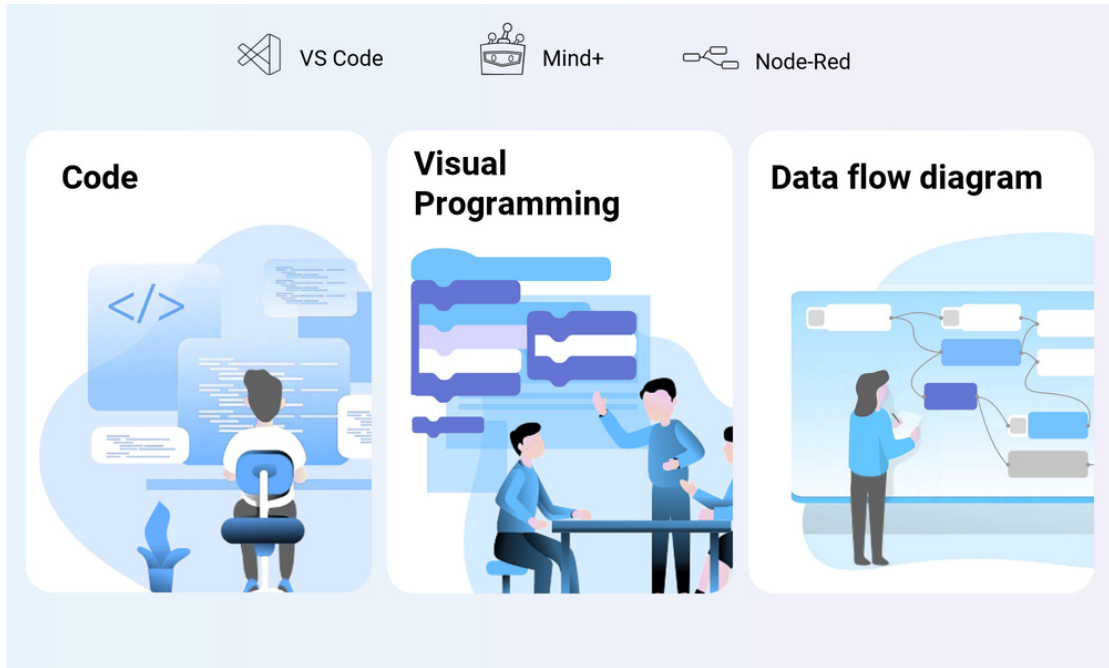 VS Code
Mind+
Node-Red
Code
Visual
Programming
Data flow diagram
</>